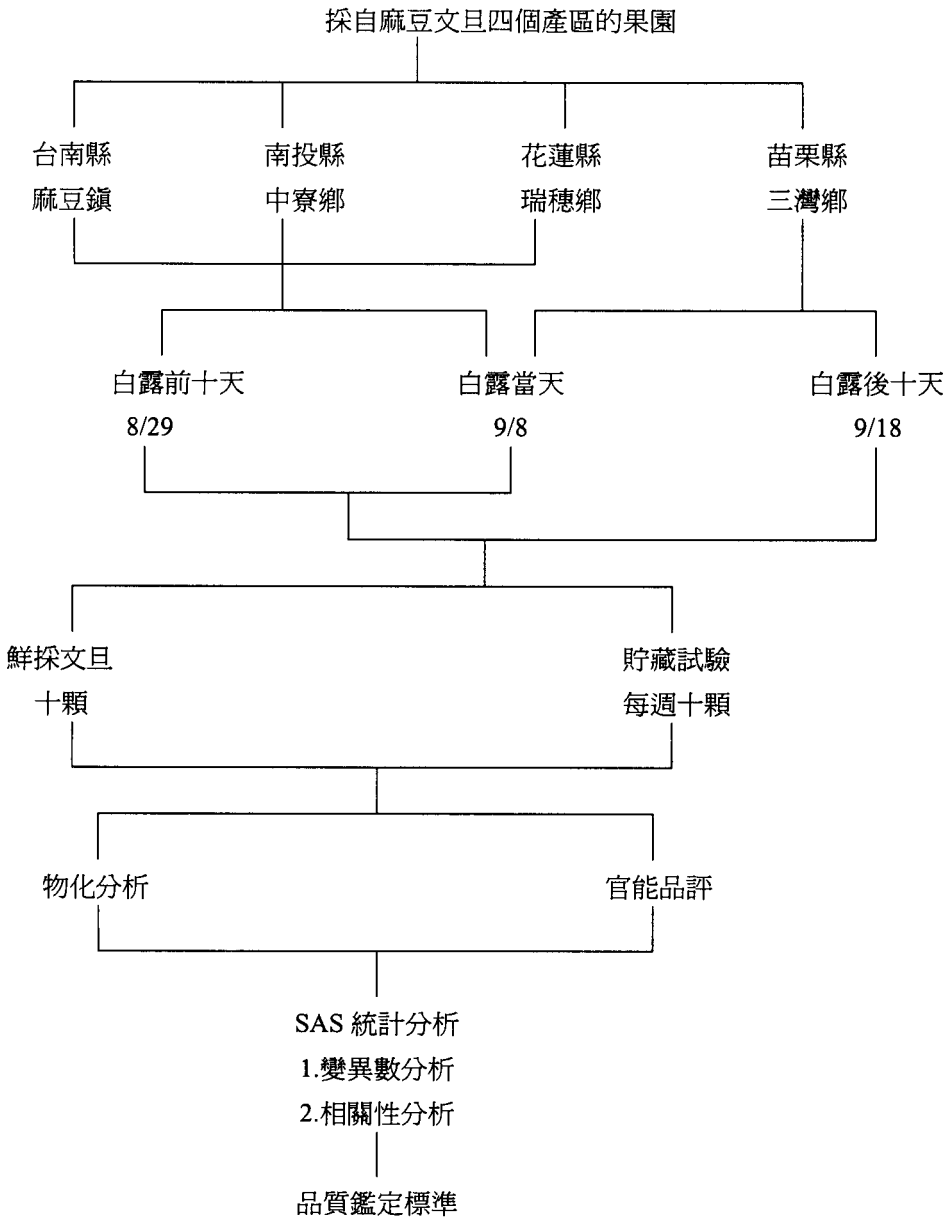 採自麻豆文旦四個產區的果園
台南縣 南投縣 花蓮縣 苗栗縣
麻豆鎮 中寮鄉 瑞穗鄉 三灣鄉
白露前十天 白露當天 白露後十天
8/29 9/8 9/18
鮮採文旦 貯藏試驗
十顆 每週十顆
物化分析 官能品評
SAS 統計分析
1.變異數分析
2.相關性分析
品質鑑定標準